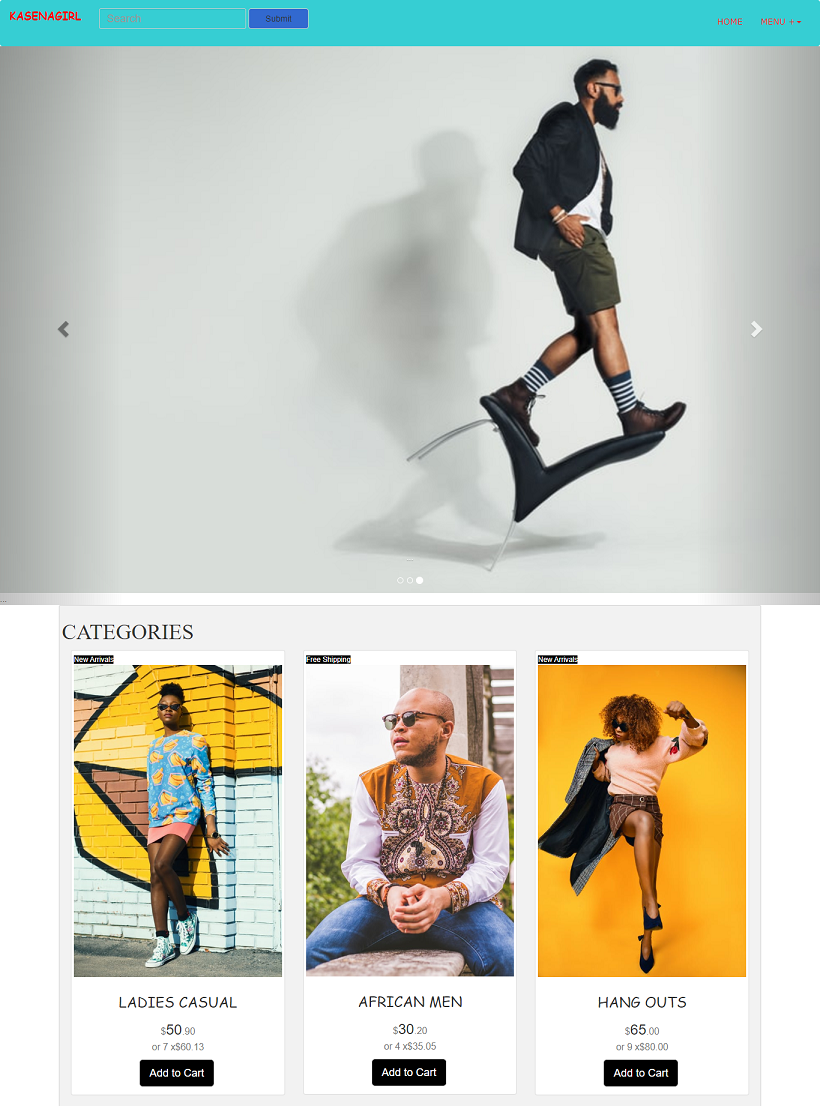 KASENAGIRL
Search
Submit
HOME
MENU +
...
CATEGORIES
New Arrivals
Free Shipping
New Arrivals
LADIES CASUAL
$50.90
or 7 x$60.13
Add to Cart
AFRICAN MEN
$30.20
or 4 x$35.05
Add to Cart
HANG OUTS
$65.00
or 9 x$80.00
Add to Cart